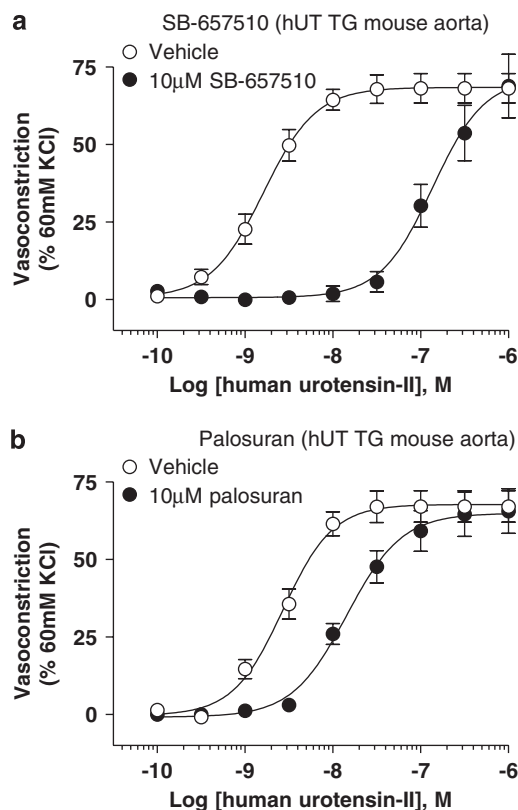 a
SB-657510 (hUT TG mouse aorta)
Vehicle
10μM SB-657510
75
50
25
0
Vasoconstriction
(% 60mM KCl)
-10 -9 -8 -7 -6
Log [human urotensin-II], M
b
Palosuran (hUT TG mouse aorta)
Vehicle
10μM palosuran
75
50
25
0
Vasoconstriction
(% 60mM KCl)
-10 -9 -8 -7 -6
Log [human urotensin-II], M